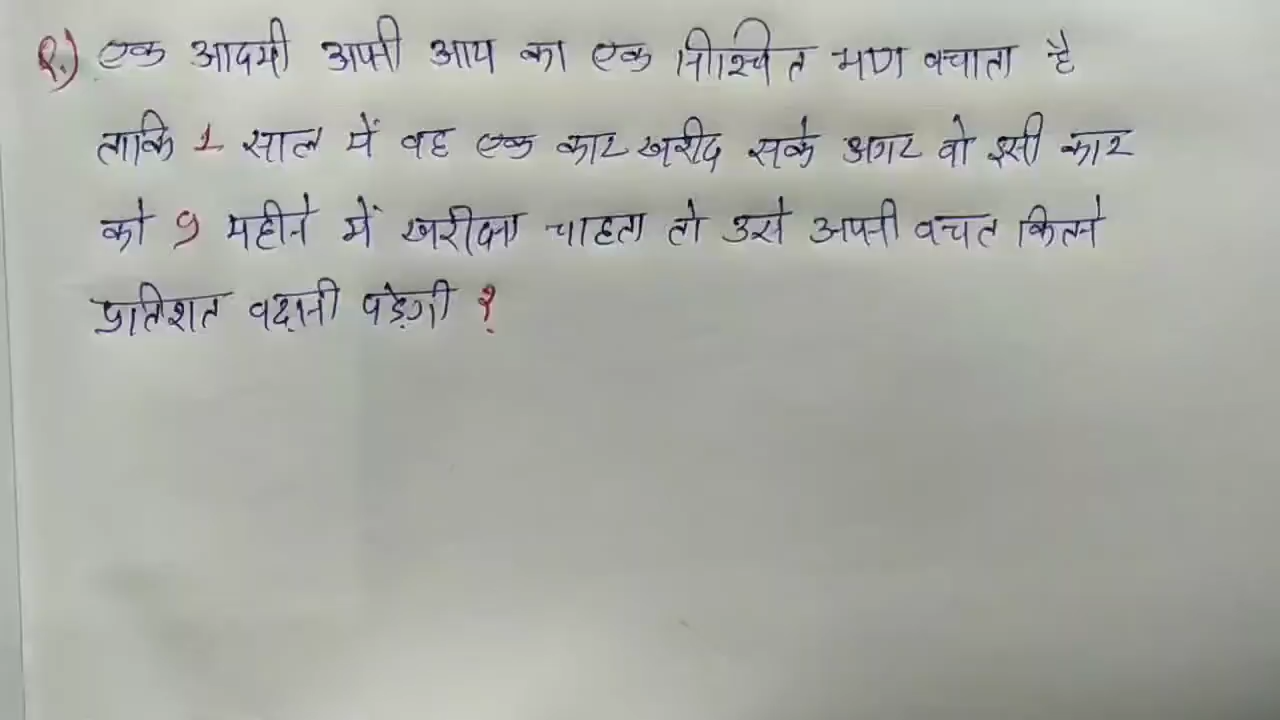 Q.) एक आदमी अपनी आय का एक निश्चित भाग बचाता है
ताकि 1 साल में वह एक कार खरीद सके अगर वो इसी कार
को 9 महीने में खरीदना चाहता तो उसे अपनी बचत कितने
प्रतिशत बढ़ानी पड़ेगी ?